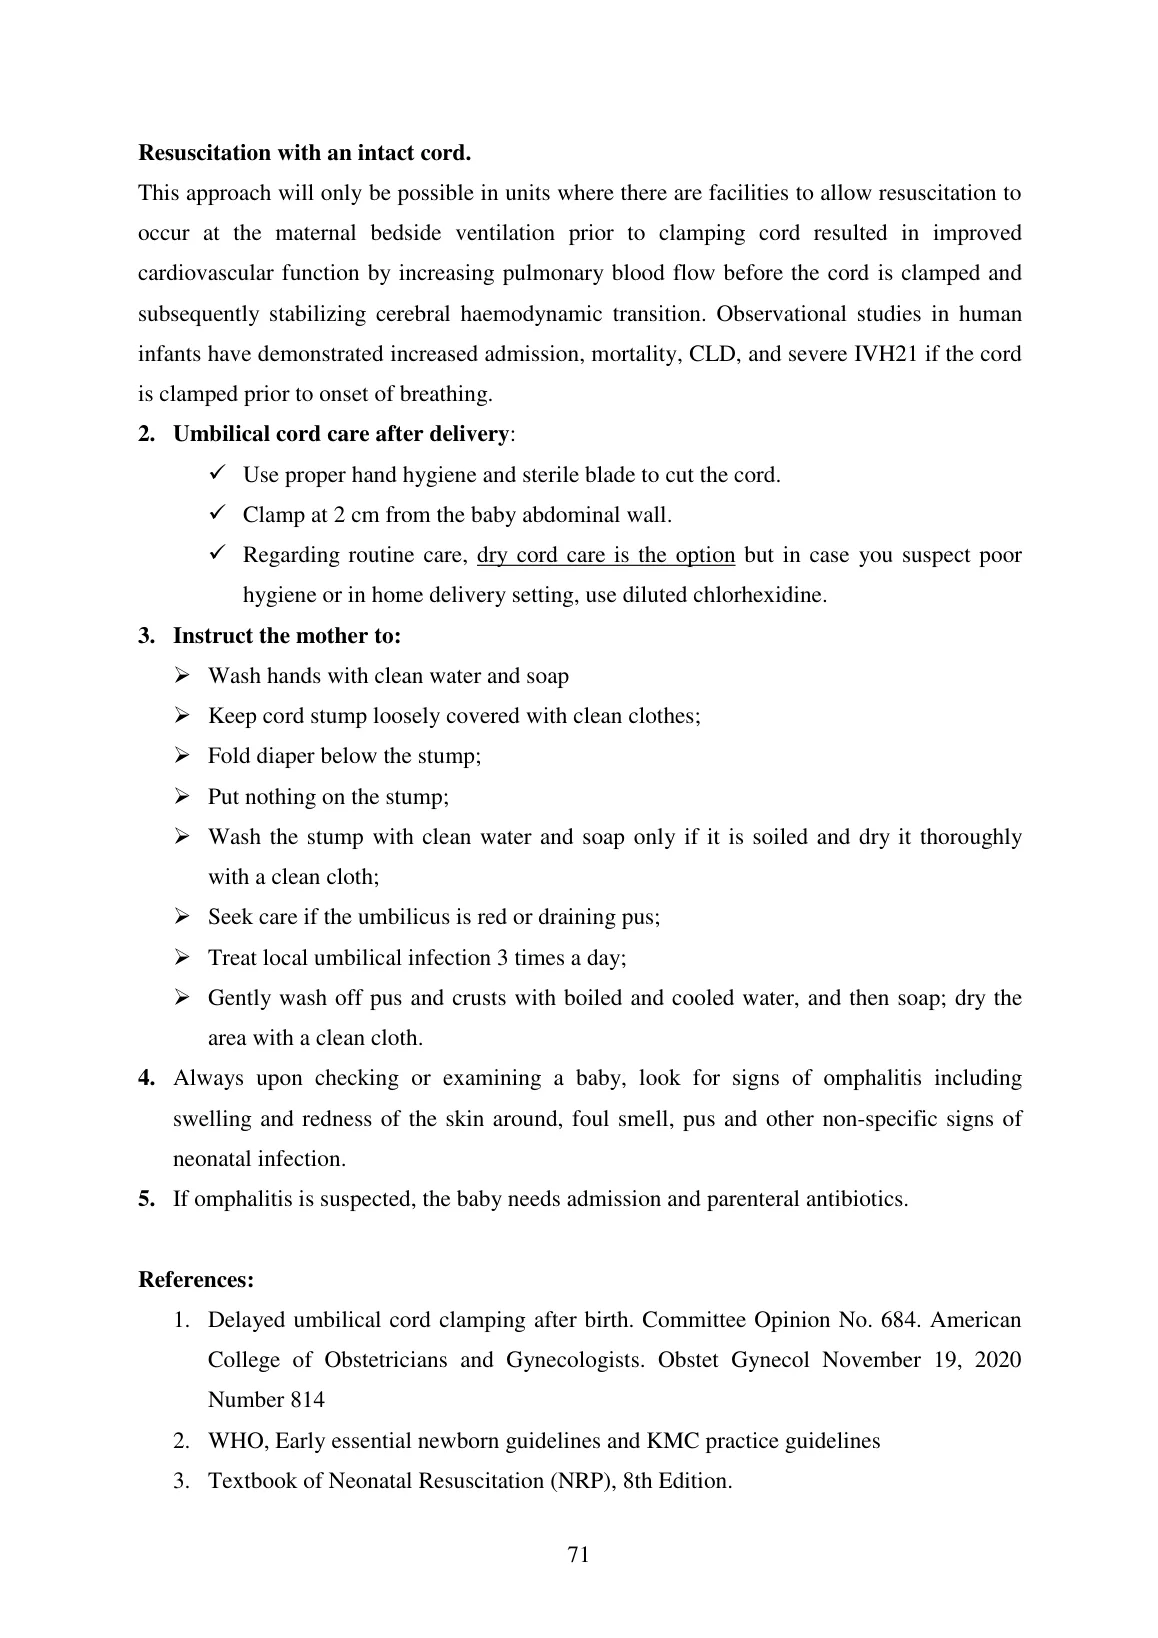 Resuscitation with an intact cord.
This approach will only be possible in units where there are facilities to allow resuscitation to
occur at the maternal bedside ventilation prior to clamping cord resulted in improved
cardiovascular function by increasing pulmonary blood flow before the cord is clamped and
subsequently stabilizing cerebral haemodynamic transition. Observational studies in human
infants have demonstrated increased admission, mortality, CLD, and severe IVH21 if the cord
is clamped prior to onset of breathing.
2. Umbilical cord care after delivery:
✓ Use proper hand hygiene and sterile blade to cut the cord.
✓ Clamp at 2 cm from the baby abdominal wall.
✓ Regarding routine care, dry cord care is the option but in case you suspect poor
hygiene or in home delivery setting, use diluted chlorhexidine.
3. Instruct the mother to:
➢ Wash hands with clean water and soap
➢ Keep cord stump loosely covered with clean clothes;
➢ Fold diaper below the stump;
➢ Put nothing on the stump;
➢ Wash the stump with clean water and soap only if it is soiled and dry it thoroughly
with a clean cloth;
➢ Seek care if the umbilicus is red or draining pus;
➢ Treat local umbilical infection 3 times a day;
➢ Gently wash off pus and crusts with boiled and cooled water, and then soap; dry the
area with a clean cloth.
4. Always upon checking or examining a baby, look for signs of omphalitis including
swelling and redness of the skin around, foul smell, pus and other non-specific signs of
neonatal infection.
5. If omphalitis is suspected, the baby needs admission and parenteral antibiotics.
References:
1. Delayed umbilical cord clamping after birth. Committee Opinion No. 684. American
College of Obstetricians and Gynecologists. Obstet Gynecol November 19, 2020
Number 814
2. WHO, Early essential newborn guidelines and KMC practice guidelines
3. Textbook of Neonatal Resuscitation (NRP), 8th Edition.
71